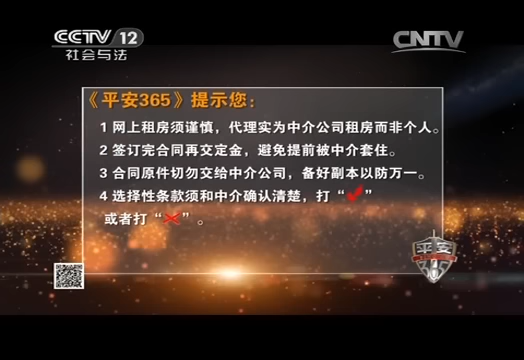 CCTV 12
社会与法
CNTV
《平安365》提示您：
1 网上租房须谨慎，代理实为中介公司租房而非个人。
2 签订完合同再交定金，避免提前被中介套住。
3 合同原件切勿交给中介公司，备好副本以防万一。
4 选择性条款须和中介确认清楚，打“✔”
或者打“✘”。
平安
365